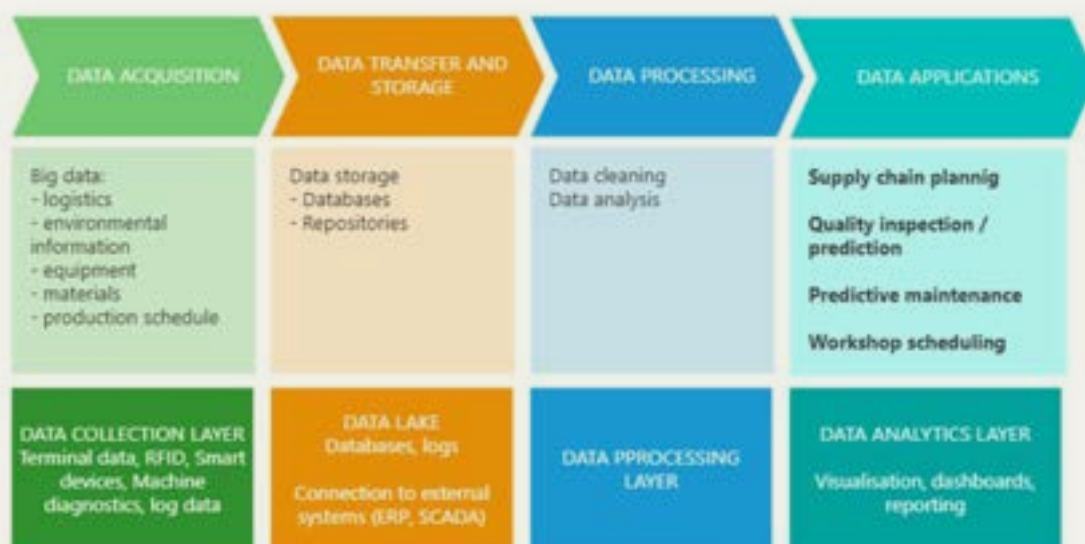 DATA ACQUISITION
DATA TRANSFER AND
STORAGE
DATA PROCESSING
DATA APPLICATIONS
Big data:
- logistics
- environmental
information
- equipment
- materials
- production schedule
Data storage
- Databases
- Repositories
Data cleaning
Data analysis
Supply chain plannig
Quality inspection /
prediction
Predictive maintenance
Workshop scheduling
DATA COLLECTION LAYER
Terminal data, RFID, Smart
devices, Machine
diagnostics, log data
DATA LAKE
Databases, logs
Connection to external
systems (ERP, SCADA)
DATA PPROCESSING
LAYER
DATA ANALYTICS LAYER
Visualisation, dashboards,
reporting